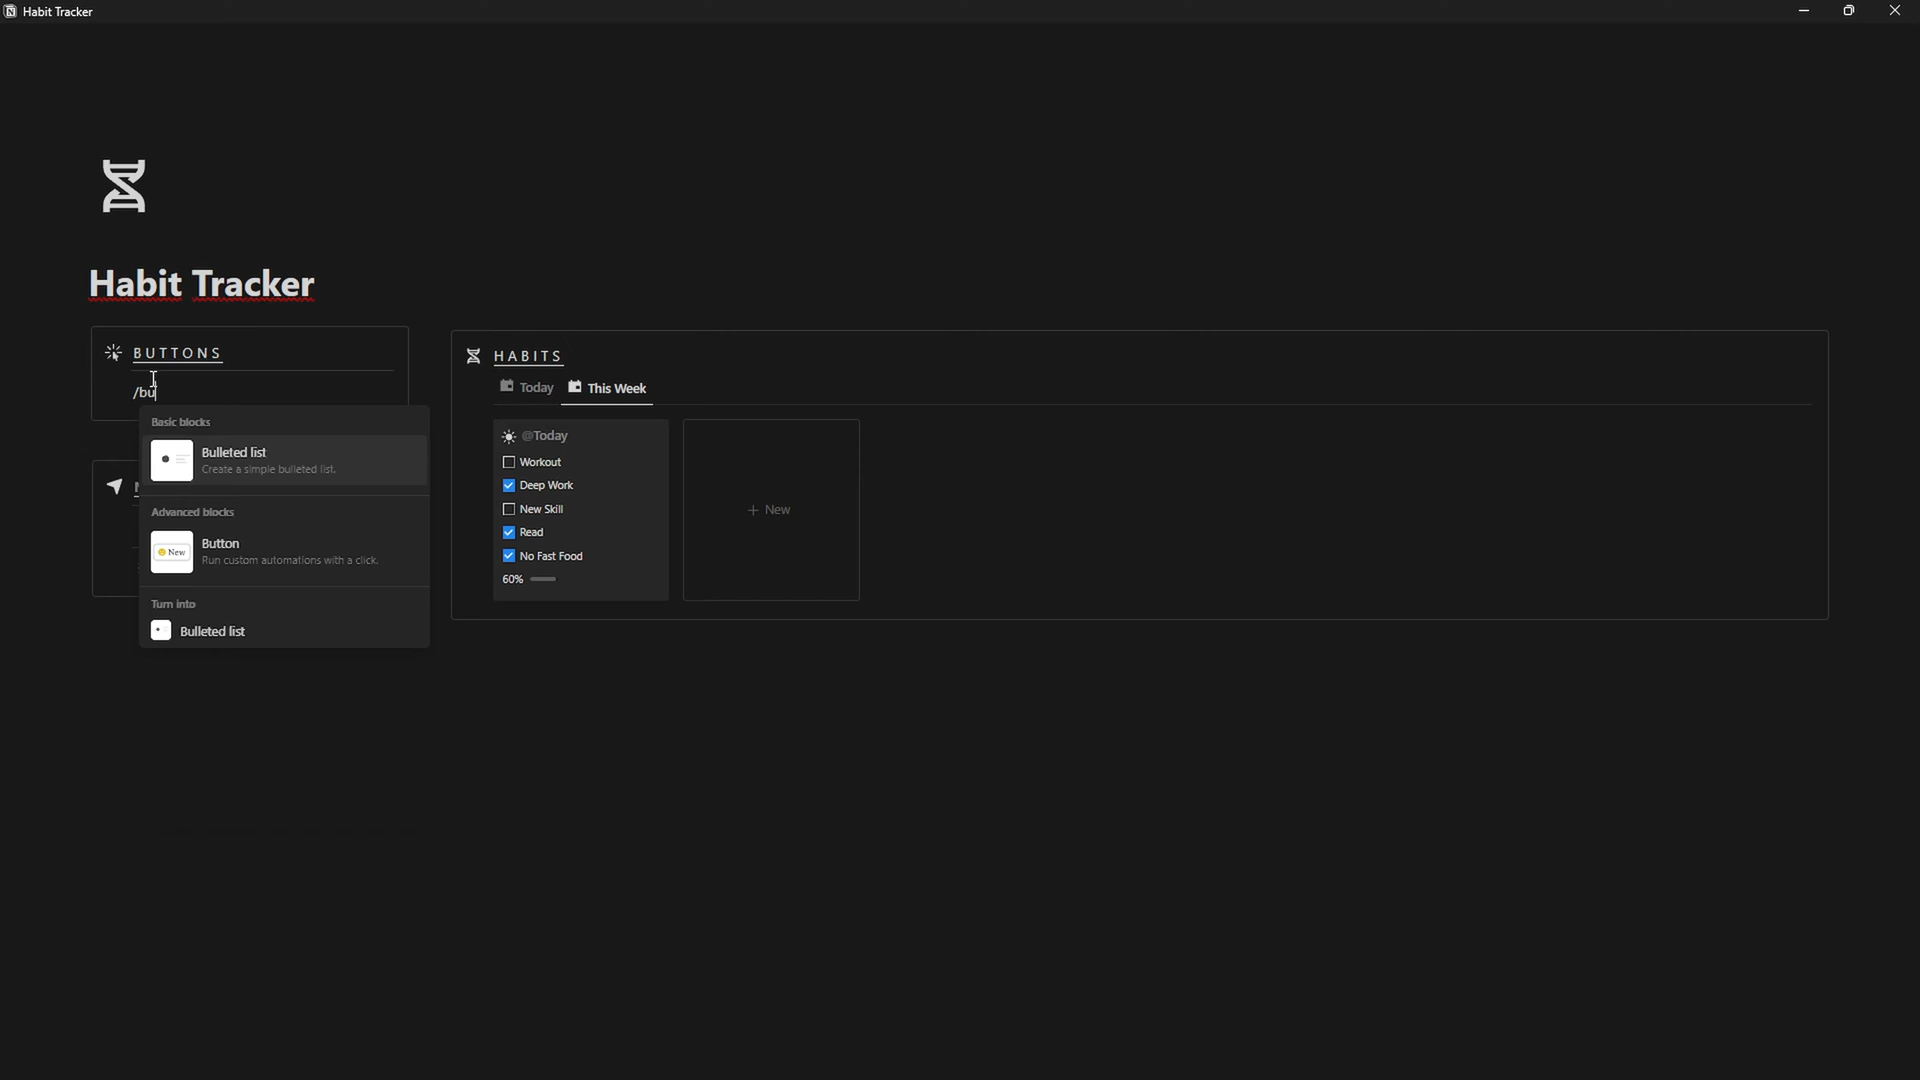 Habit Tracker
Habit Tracker
BUTTONS
/bu
Basic blocks
Bulleted list
Create a simple bulleted list.
Advanced blocks
New
Button
Run custom automations with a click.
Turn into
Bulleted list
HABITS
Today
This Week
@Today
Workout
Deep Work
New Skill
Read
No Fast Food
60%
+ New